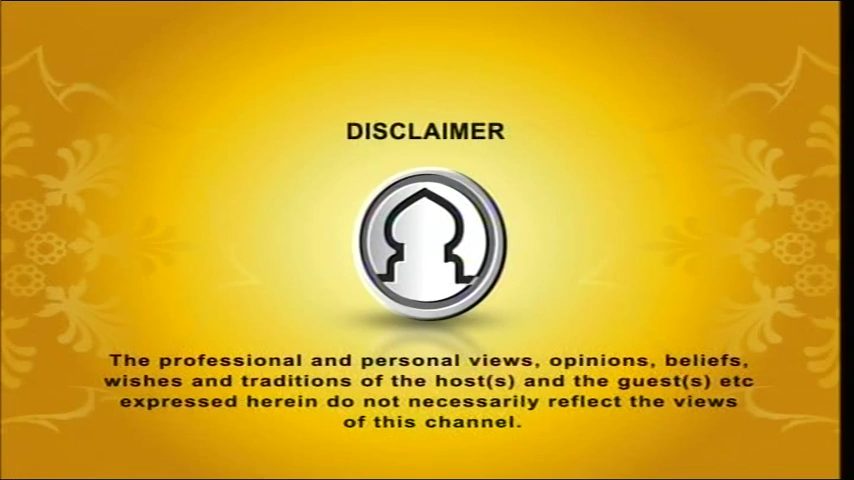 DISCLAIMER
The professional and personal views, opinions, beliefs,
wishes and traditions of the host(s) and the guest(s) etc
expressed herein do not necessarily reflect the views
of this channel.